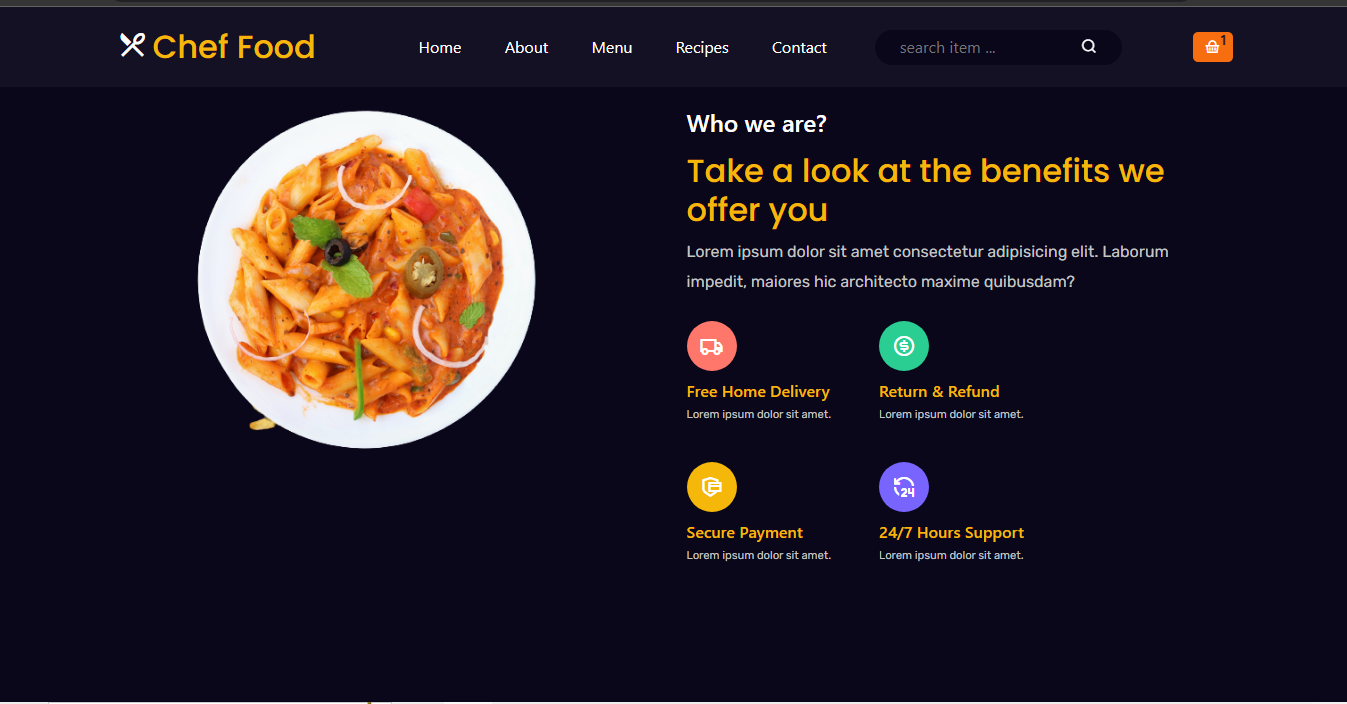 Chef Food
Home About Menu Recipes Contact
search item ...
1
Who we are?
Take a look at the benefits we
offer you
Lorem ipsum dolor sit amet consectetur adipisicing elit. Laborum
impedit, maiores hic architecto maxime quibusdam?
Free Home Delivery
Lorem ipsum dolor sit amet.
Return & Refund
Lorem ipsum dolor sit amet.
Secure Payment
Lorem ipsum dolor sit amet.
24
24/7 Hours Support
Lorem ipsum dolor sit amet.